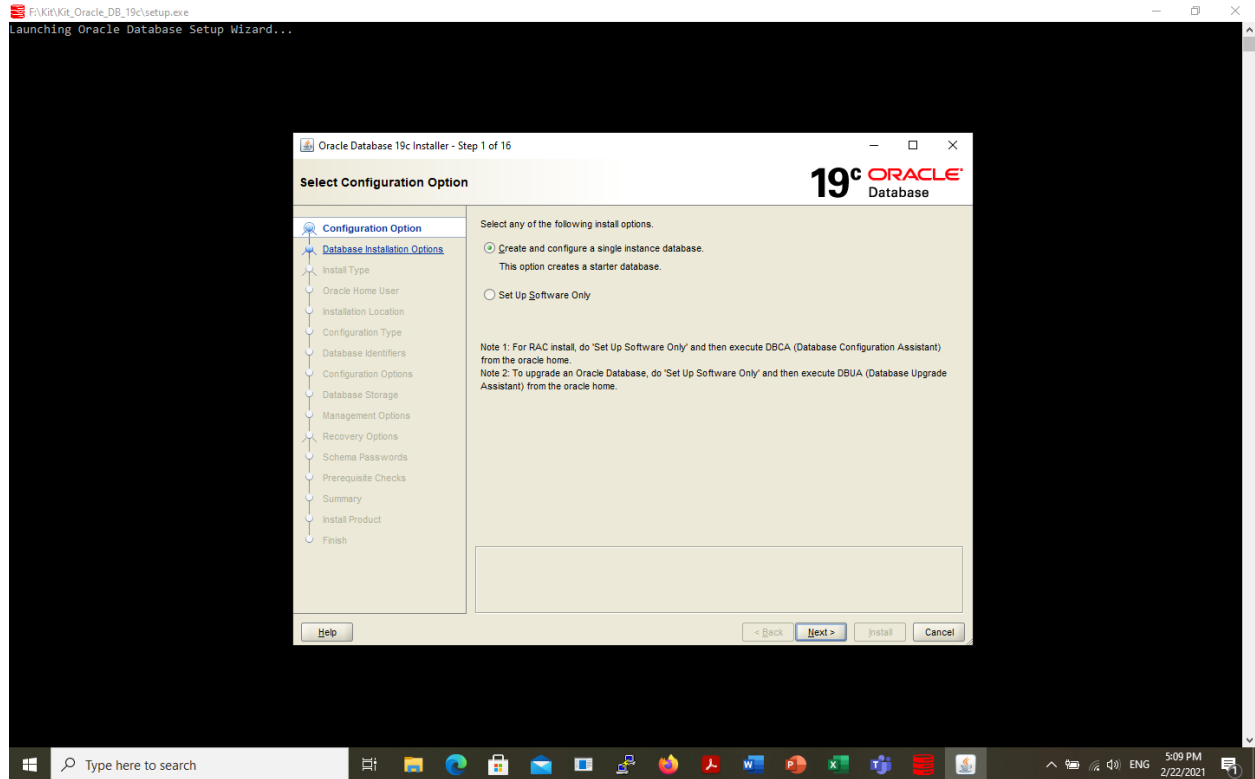 F:\Kit\Kit_Oracle_DB_19c\setup.exe
Launching Oracle Database Setup Wizard...
Oracle Database 19c Installer - Step 1 of 16
Select Configuration Option
19c ORACLE
Database
Configuration Option
Database Installation Options
Install Type
Oracle Home User
Installation Location
Configuration Type
Database Identifiers
Configuration Options
Database Storage
Management Options
Recovery Options
Schema Passwords
Prerequisite Checks
Summary
Install Product
Finish
Select any of the following install options.
Create and configure a single instance database.
This option creates a starter database.
Set Up Software Only
Note 1: For RAC install, do 'Set Up Software Only' and then execute DBCA (Database Configuration Assistant)
from the oracle home.
Note 2: To upgrade an Oracle Database, do 'Set Up Software Only' and then execute DBUA (Database Upgrade
Assistant) from the oracle home.
Help
< Back
Next >
Install
Cancel
Type here to search
ENG
5:09 PM
2/22/2021